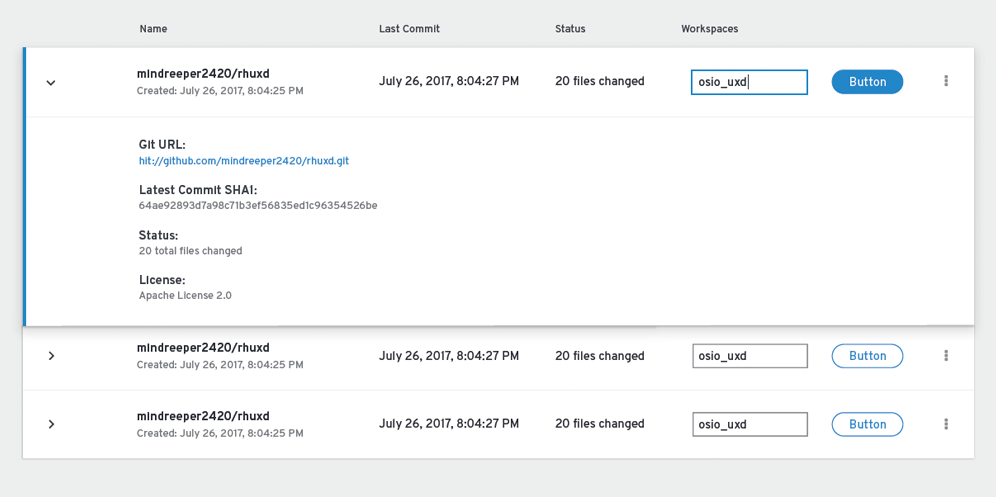 Name Last Commit Status Workspaces
mindreeper2420/rhuxd July 26, 2017, 8:04:27 PM 20 files changed osio_uxd Button
Created: July 26, 2017, 8:04:25 PM
Git URL:
hit://github.com/mindreeper2420/rhuxd.git
Latest Commit SHA1:
64ae92893d7a98c71b3ef56835ed1c96354526be
Status:
20 total files changed
License:
Apache License 2.0
mindreeper2420/rhuxd July 26, 2017, 8:04:27 PM 20 files changed osio_uxd Button
Created: July 26, 2017, 8:04:25 PM
mindreeper2420/rhuxd July 26, 2017, 8:04:27 PM 20 files changed osio_uxd Button
Created: July 26, 2017, 8:04:25 PM